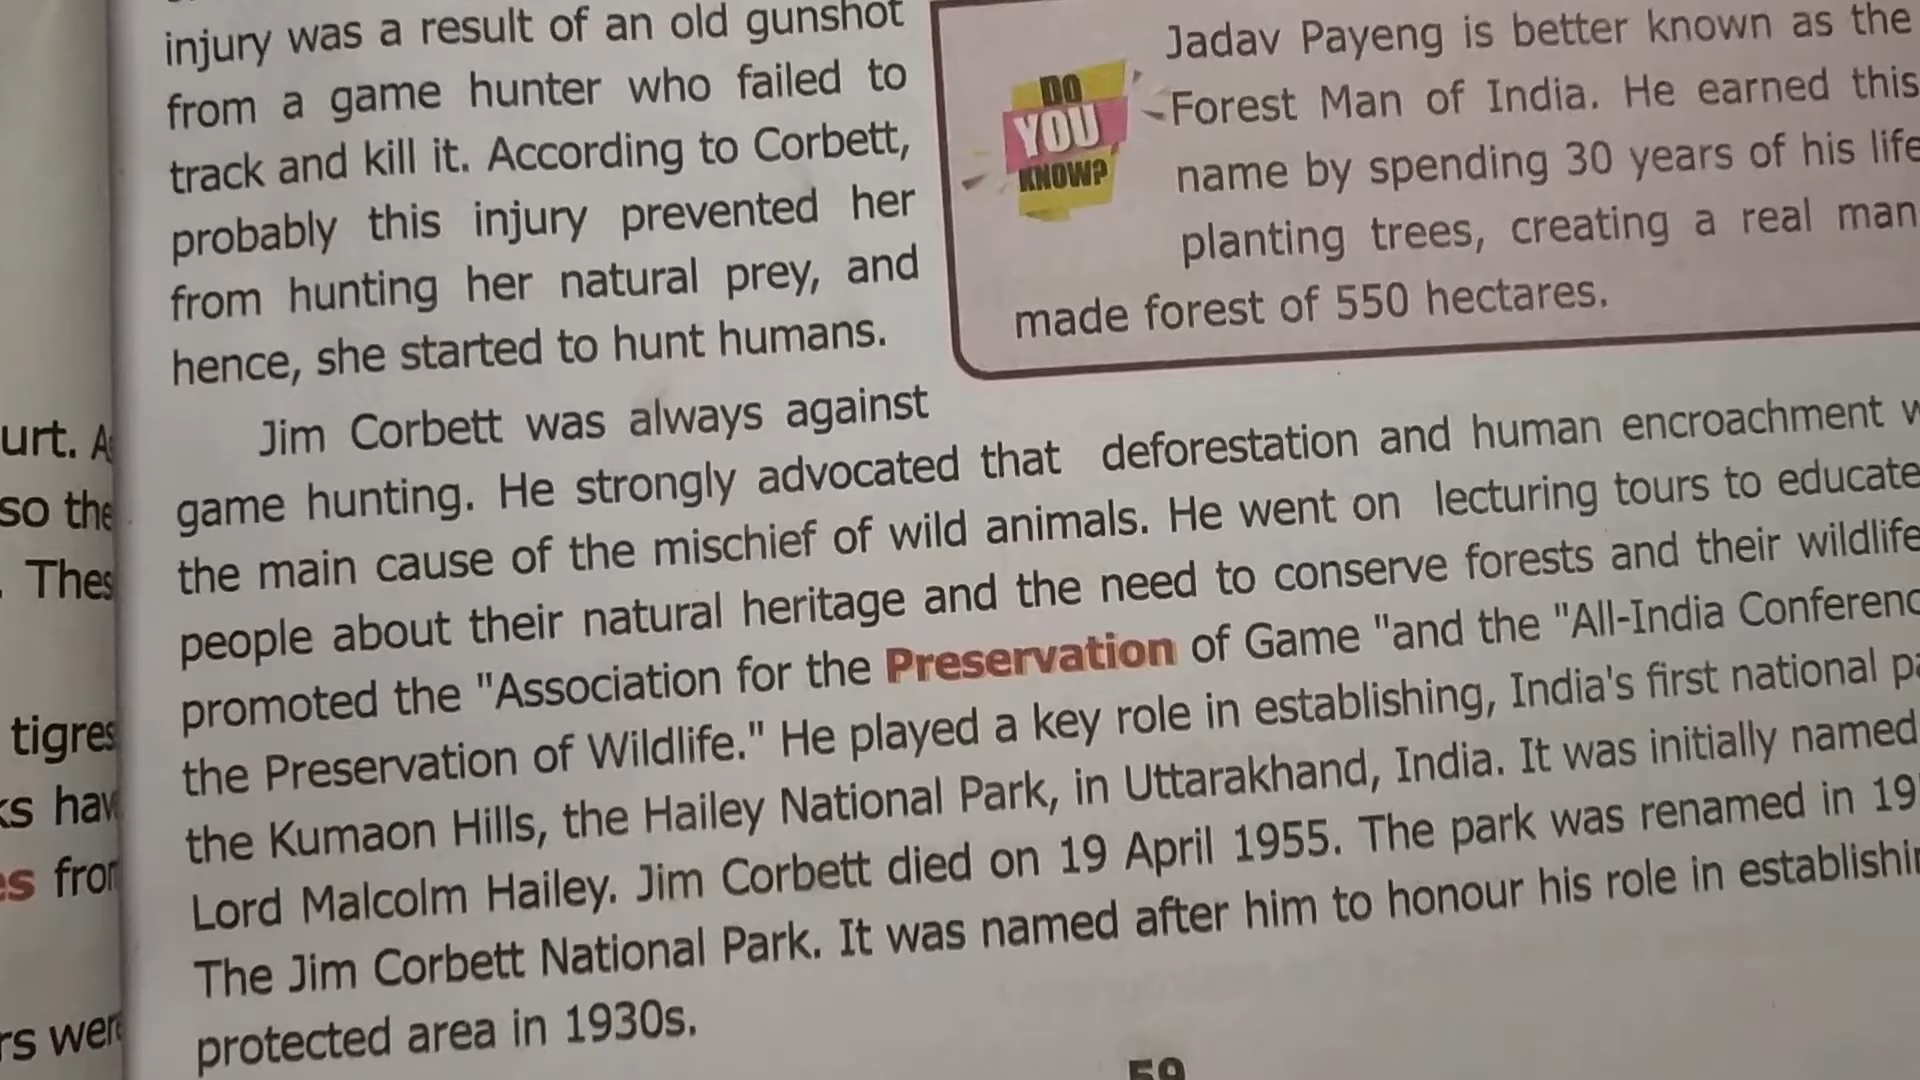 injury was a result of an old gunshot
from a game hunter who failed to
track and kill it. According to Corbett,
probably this injury prevented her
from hunting her natural prey, and
hence, she started to hunt humans.
DO
YOU
KNOW?
Jadav Payeng is better known as the
Forest Man of India. He earned this
name by spending 30 years of his life
planting trees, creating a real man
made forest of 550 hectares.
Jim Corbett was always against
game hunting. He strongly advocated that deforestation and human encroachment
the main cause of the mischief of wild animals. He went on lecturing tours to educate
people about their natural heritage and the need to conserve forests and their wildlife
promoted the "Association for the Preservation of Game "and the "All-India
the Preservation of Wildlife." He played a key role in establishing, India's first national
the Kumaon Hills, the Hailey National Park, in Uttarakhand, India. It was initially named
Lord Malcolm Hailey. Jim Corbett died on 19 April 1955. The park was renamed in
The Jim Corbett National Park. It was named after him to honour his role in
protected area in 1930s.
59
urt.
so the
tigres